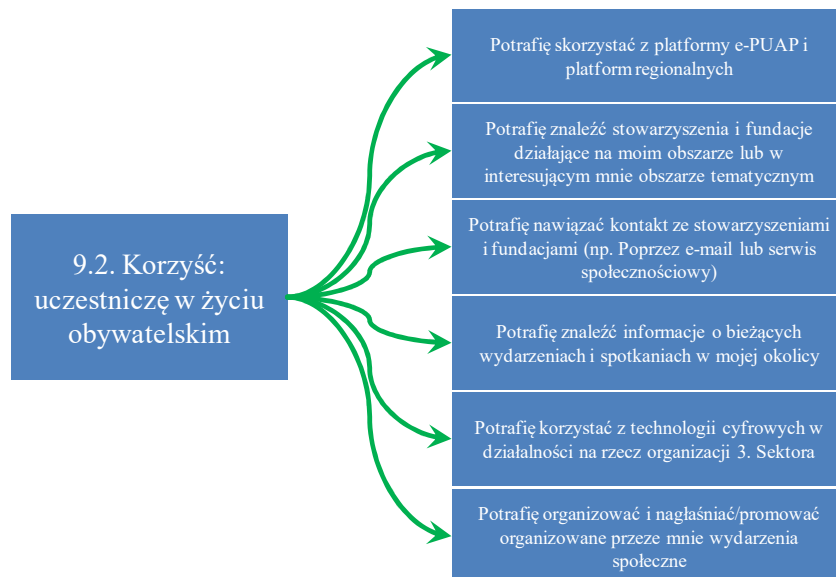 9.2. Korzyść:
uczestniczę w życiu
obywatelskim
Potrafię skorzystać z platformy e-PUAP i
platform regionalnych
Potrafię znaleźć stowarzyszenia i fundacje
działające na moim obszarze lub w
interesującym mnie obszarze tematycznym
Potrafię nawiązać kontakt ze stowarzyszeniami
i fundacjami (np. Poprzez e-mail lub serwis
społecznościowy)
Potrafię znaleźć informacje o bieżących
wydarzeniach i spotkaniach w mojej okolicy
Potrafię korzystać z technologii cyfrowych w
działalności na rzecz organizacji 3. Sektora
Potrafię organizować i nagłaśniać/promować
organizowane przeze mnie wydarzenia
społeczne